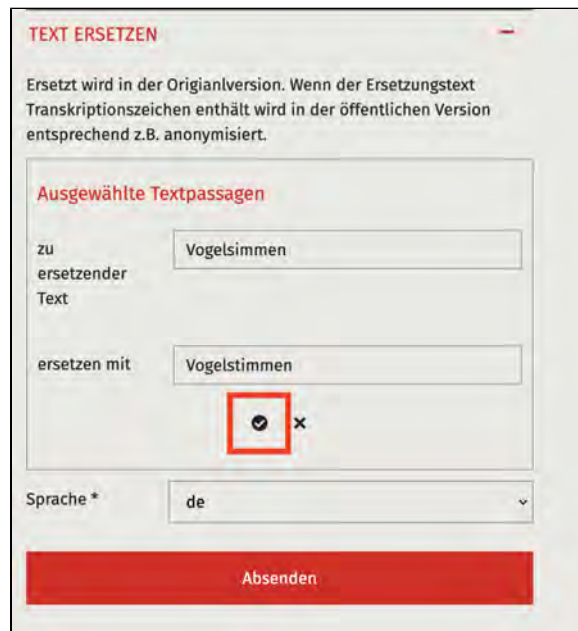 TEXT ERSETZEN
Ersetzt wird in der Origianlversion. Wenn der Ersetzungstext
Transkriptionszeichen enthält wird in der öffentlichen Version
entsprechend z.B. anonymisiert.
Ausgewählte Textpassagen
zu
ersetzender
Text
Vogelsimmen
ersetzen mit
Vogelstimmen
Sprache *
de
Absenden